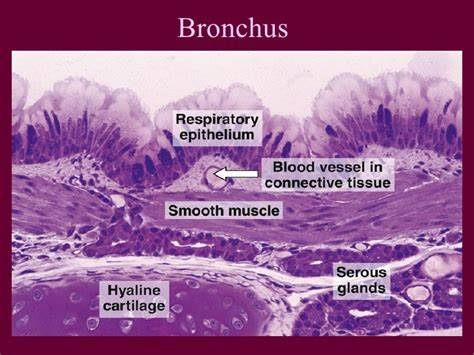 Bronchus
Respiratory
epithelium
Blood vessel in
connective tissue
Smooth muscle
Serous
glands
Hyaline
cartilage